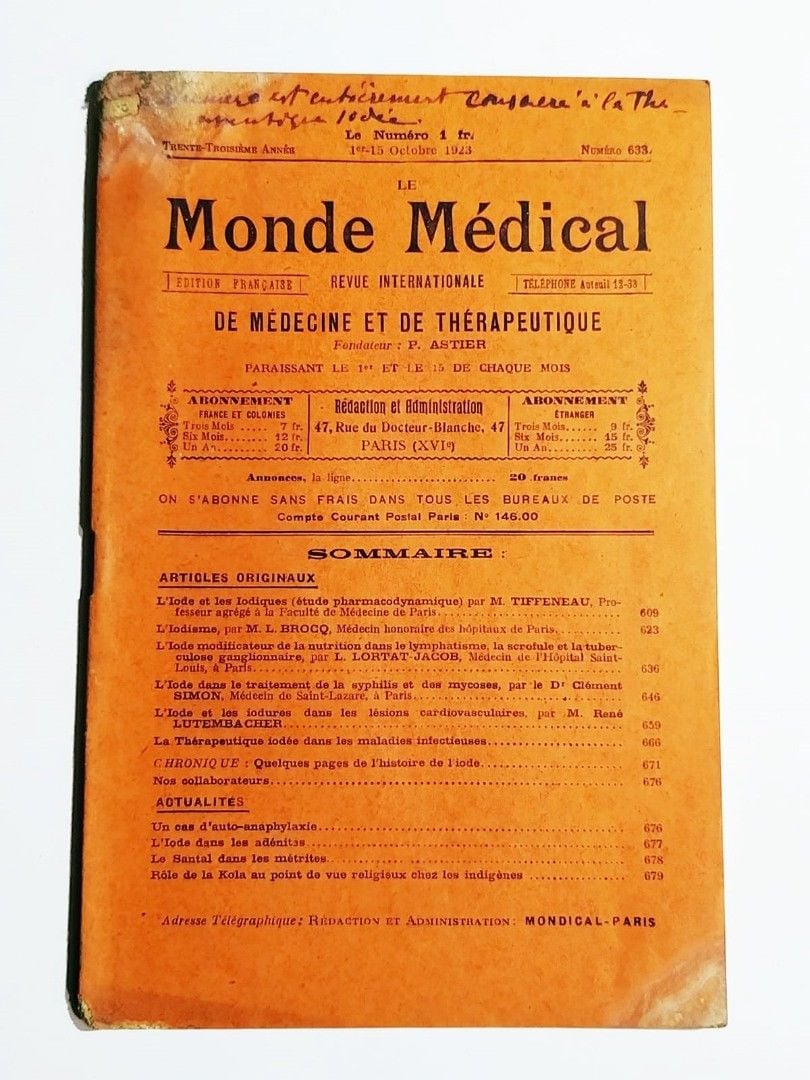 numéro est entièrement consacré à la Thé-
rapeutique Iodée.
Le Numéro 1 fr.
TRENTE-TROISIÈME ANNÉE 1er-15 Octobre 1923 NUMÉRO 633.
LE
Monde Médical
EDITION FRANÇAISE REVUE INTERNATIONALE TÉLÉPHONE Auteuil 13-33
DE MÉDECINE ET DE THÉRAPEUTIQUE
Fondateur : P. ASTIER
PARAISSANT LE 1er ET LE 15 DE CHAQUE MOIS
ABONNEMENT
FRANCE ET COLONIES
Trois Mois ..... 7 fr.
Six Mois....... 12 fr.
Un An......... 20 fr.
Rédaction et Administration
47, Rue du Docteur-Blanche, 47
PARIS (XVIe)
ABONNEMENT
ÉTRANGER
Trois Mois..... 9 fr.
Six Mois...... 15 fr.
Un An........ 25 fr.
Annonces, la ligne.......................... 20 francs
ON S'ABONNE SANS FRAIS DANS TOUS LES BUREAUX DE POSTE
Compte Courant Postal Paris : No 146.00
SOMMAIRE :
ARTICLES ORIGINAUX
L'Iode et les Iodiques (étude pharmacodynamique) par M. TIFFENEAU, Pro-
fesseur agrégé à la Faculté de Médecine de Paris.......... 609
L'Iodisme, par M. L. BROCQ, Médecin honoraire des hôpitaux de Paris.......... 623
L'Iode modificateur de la nutrition dans le lymphatisme, la scrofule et la tuber-
culose ganglionnaire, par L. LORTAT-JACOB, Médecin de l'Hôpital Saint-
Louis, à Paris.......... 636
L'Iode dans le traitement de la syphilis et des mycoses, par le Dr Clément
SIMON, Médecin de Saint-Lazare, à Paris.......... 646
L'Iode et les iodures dans les lésions cardiovasculaires, par M. René
LUTEMBACHER.......... 659
La Thérapeutique iodée dans les maladies infectieuses.......... 666
CHRONIQUE : Quelques pages de l'histoire de l'iode.......... 671
Nos collaborateurs.......... 676
ACTUALITÉS
Un cas d'auto-anaphylaxie.......... 676
L'Iode dans les adénites.......... 677
Le Santal dans les métrites.......... 678
Rôle de la Kola au point de vue religieux chez les indigènes .......... 679
Adresse Télégraphique : RÉDACTION ET ADMINISTRATION : MONDICAL-PARIS